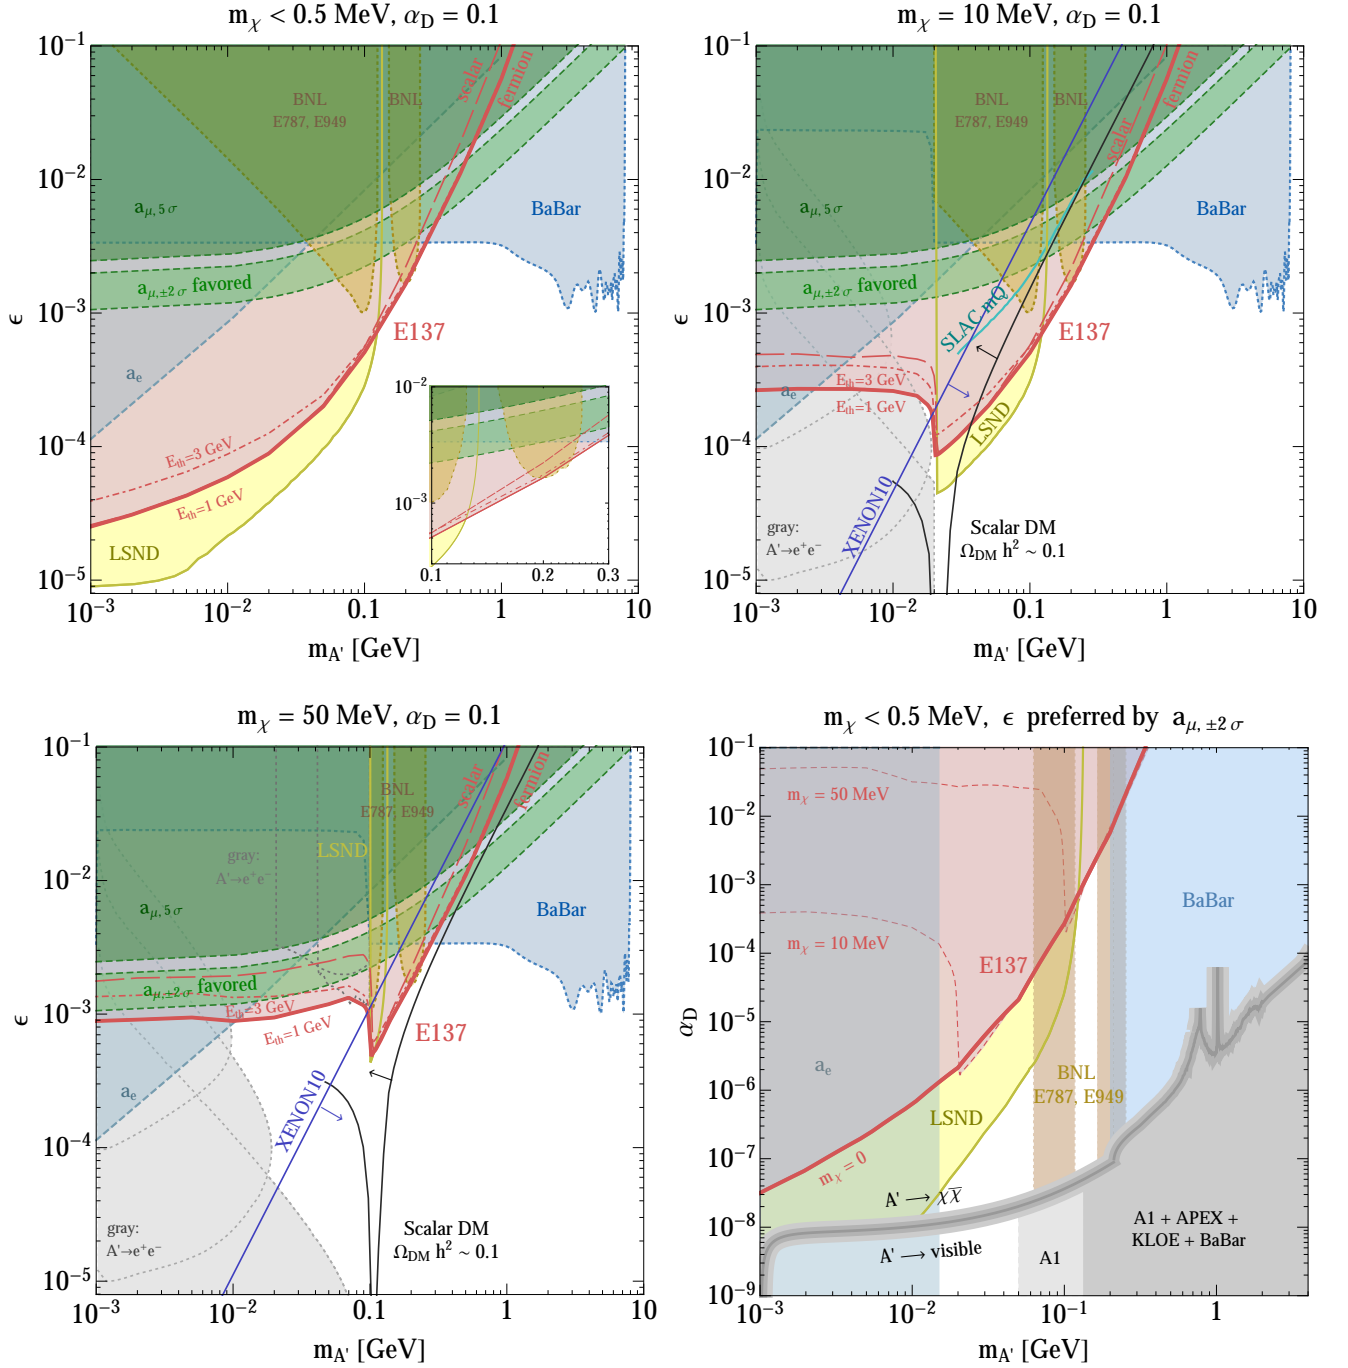 m_χ < 0.5 MeV, α_D = 0.1
10⁻¹
10⁻²
10⁻³
10⁻⁴
10⁻⁵
ϵ
BNL
E787, E949
BNL
scalar
fermion
a_μ, 5 σ
BaBar
a_μ,±2 σ favored
E137
a_e
E_th=3 GeV
E_th=1 GeV
LSND
10⁻²
10⁻³
0.1
0.2
0.3
10⁻³
10⁻²
0.1
1
10
m_A' [GeV]
m_χ = 10 MeV, α_D = 0.1
10⁻¹
10⁻²
10⁻³
10⁻⁴
10⁻⁵
ϵ
BNL
E787, E949
BNL
scalar
fermion
a_μ, 5 σ
BaBar
a_μ,±2 σ favored
SLAC mQ
E137
a_e
E_th=3 GeV
E_th=1 GeV
LSND
XENON10
gray:
A'→e⁺e⁻
Scalar DM
Ω_DM h² ~ 0.1
10⁻³
10⁻²
0.1
1
10
m_A' [GeV]
m_χ = 50 MeV, α_D = 0.1
10⁻¹
10⁻²
10⁻³
10⁻⁴
10⁻⁵
ϵ
BNL
E787, E949
scalar
fermion
LSND
gray:
A'→e⁺e⁻
a_μ, 5 σ
BaBar
a_μ,±2 σ favored
E_th=3 GeV
E_th=1 GeV
E137
a_e
XENON10
gray:
A'→e⁺e⁻
Scalar DM
Ω_DM h² ~ 0.1
10⁻³
10⁻²
0.1
1
10
m_A' [GeV]
m_χ < 0.5 MeV, ϵ preferred by a_μ, ±2 σ
10⁻¹
10⁻²
10⁻³
10⁻⁴
10⁻⁵
10⁻⁶
10⁻⁷
10⁻⁸
10⁻⁹
α_D
m_χ = 50 MeV
m_χ = 10 MeV
E137
BaBar
a_e
BNL
E787, E949
LSND
m_χ = 0
A' ⟶ χχ̅
A' ⟶ visible
A1
A1 + APEX +
KLOE + BaBar
10⁻³
10⁻²
10⁻¹
1
m_A' [GeV]